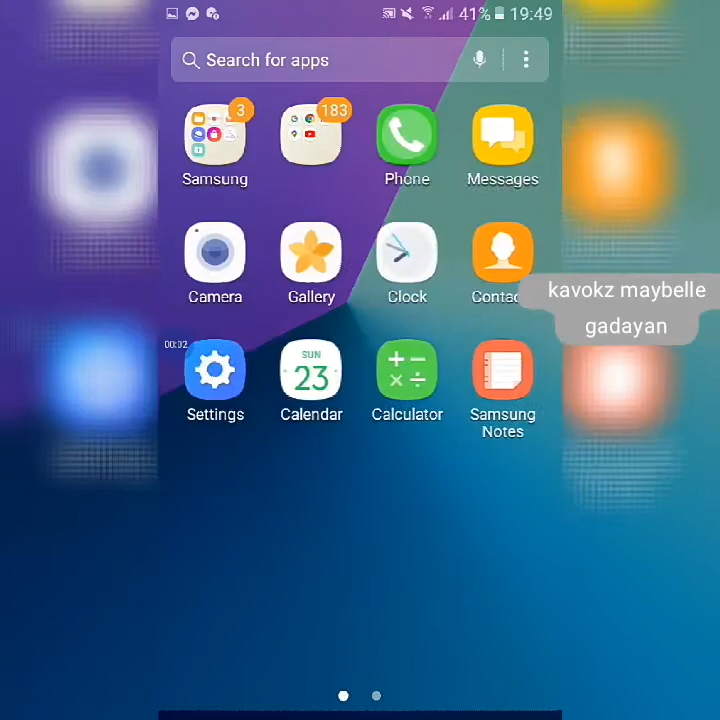 41% 19:49
Search for apps
3
183
Samsung
Phone
Messages
Camera
Gallery
Clock
Contac
kavokz maybelle
gadayan
00:02
SUN
23
Settings
Calendar
Calculator
Samsung
Notes